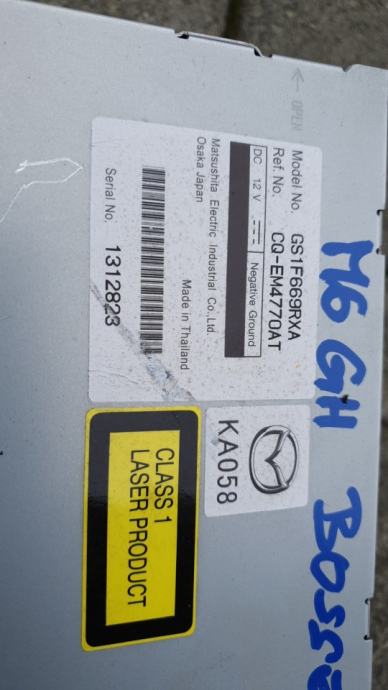 OPEN
M6 GH
Model No. GS1F669RXA
Ref. No. CQ-EM4770AT
DC 12 V Negative Ground
Matsushita Electric Industrial Co., Ltd.
Osaka Japan
Made in Thailand
Serial No. 1312823
KA058
CLASS 1
LASER PRODUCT